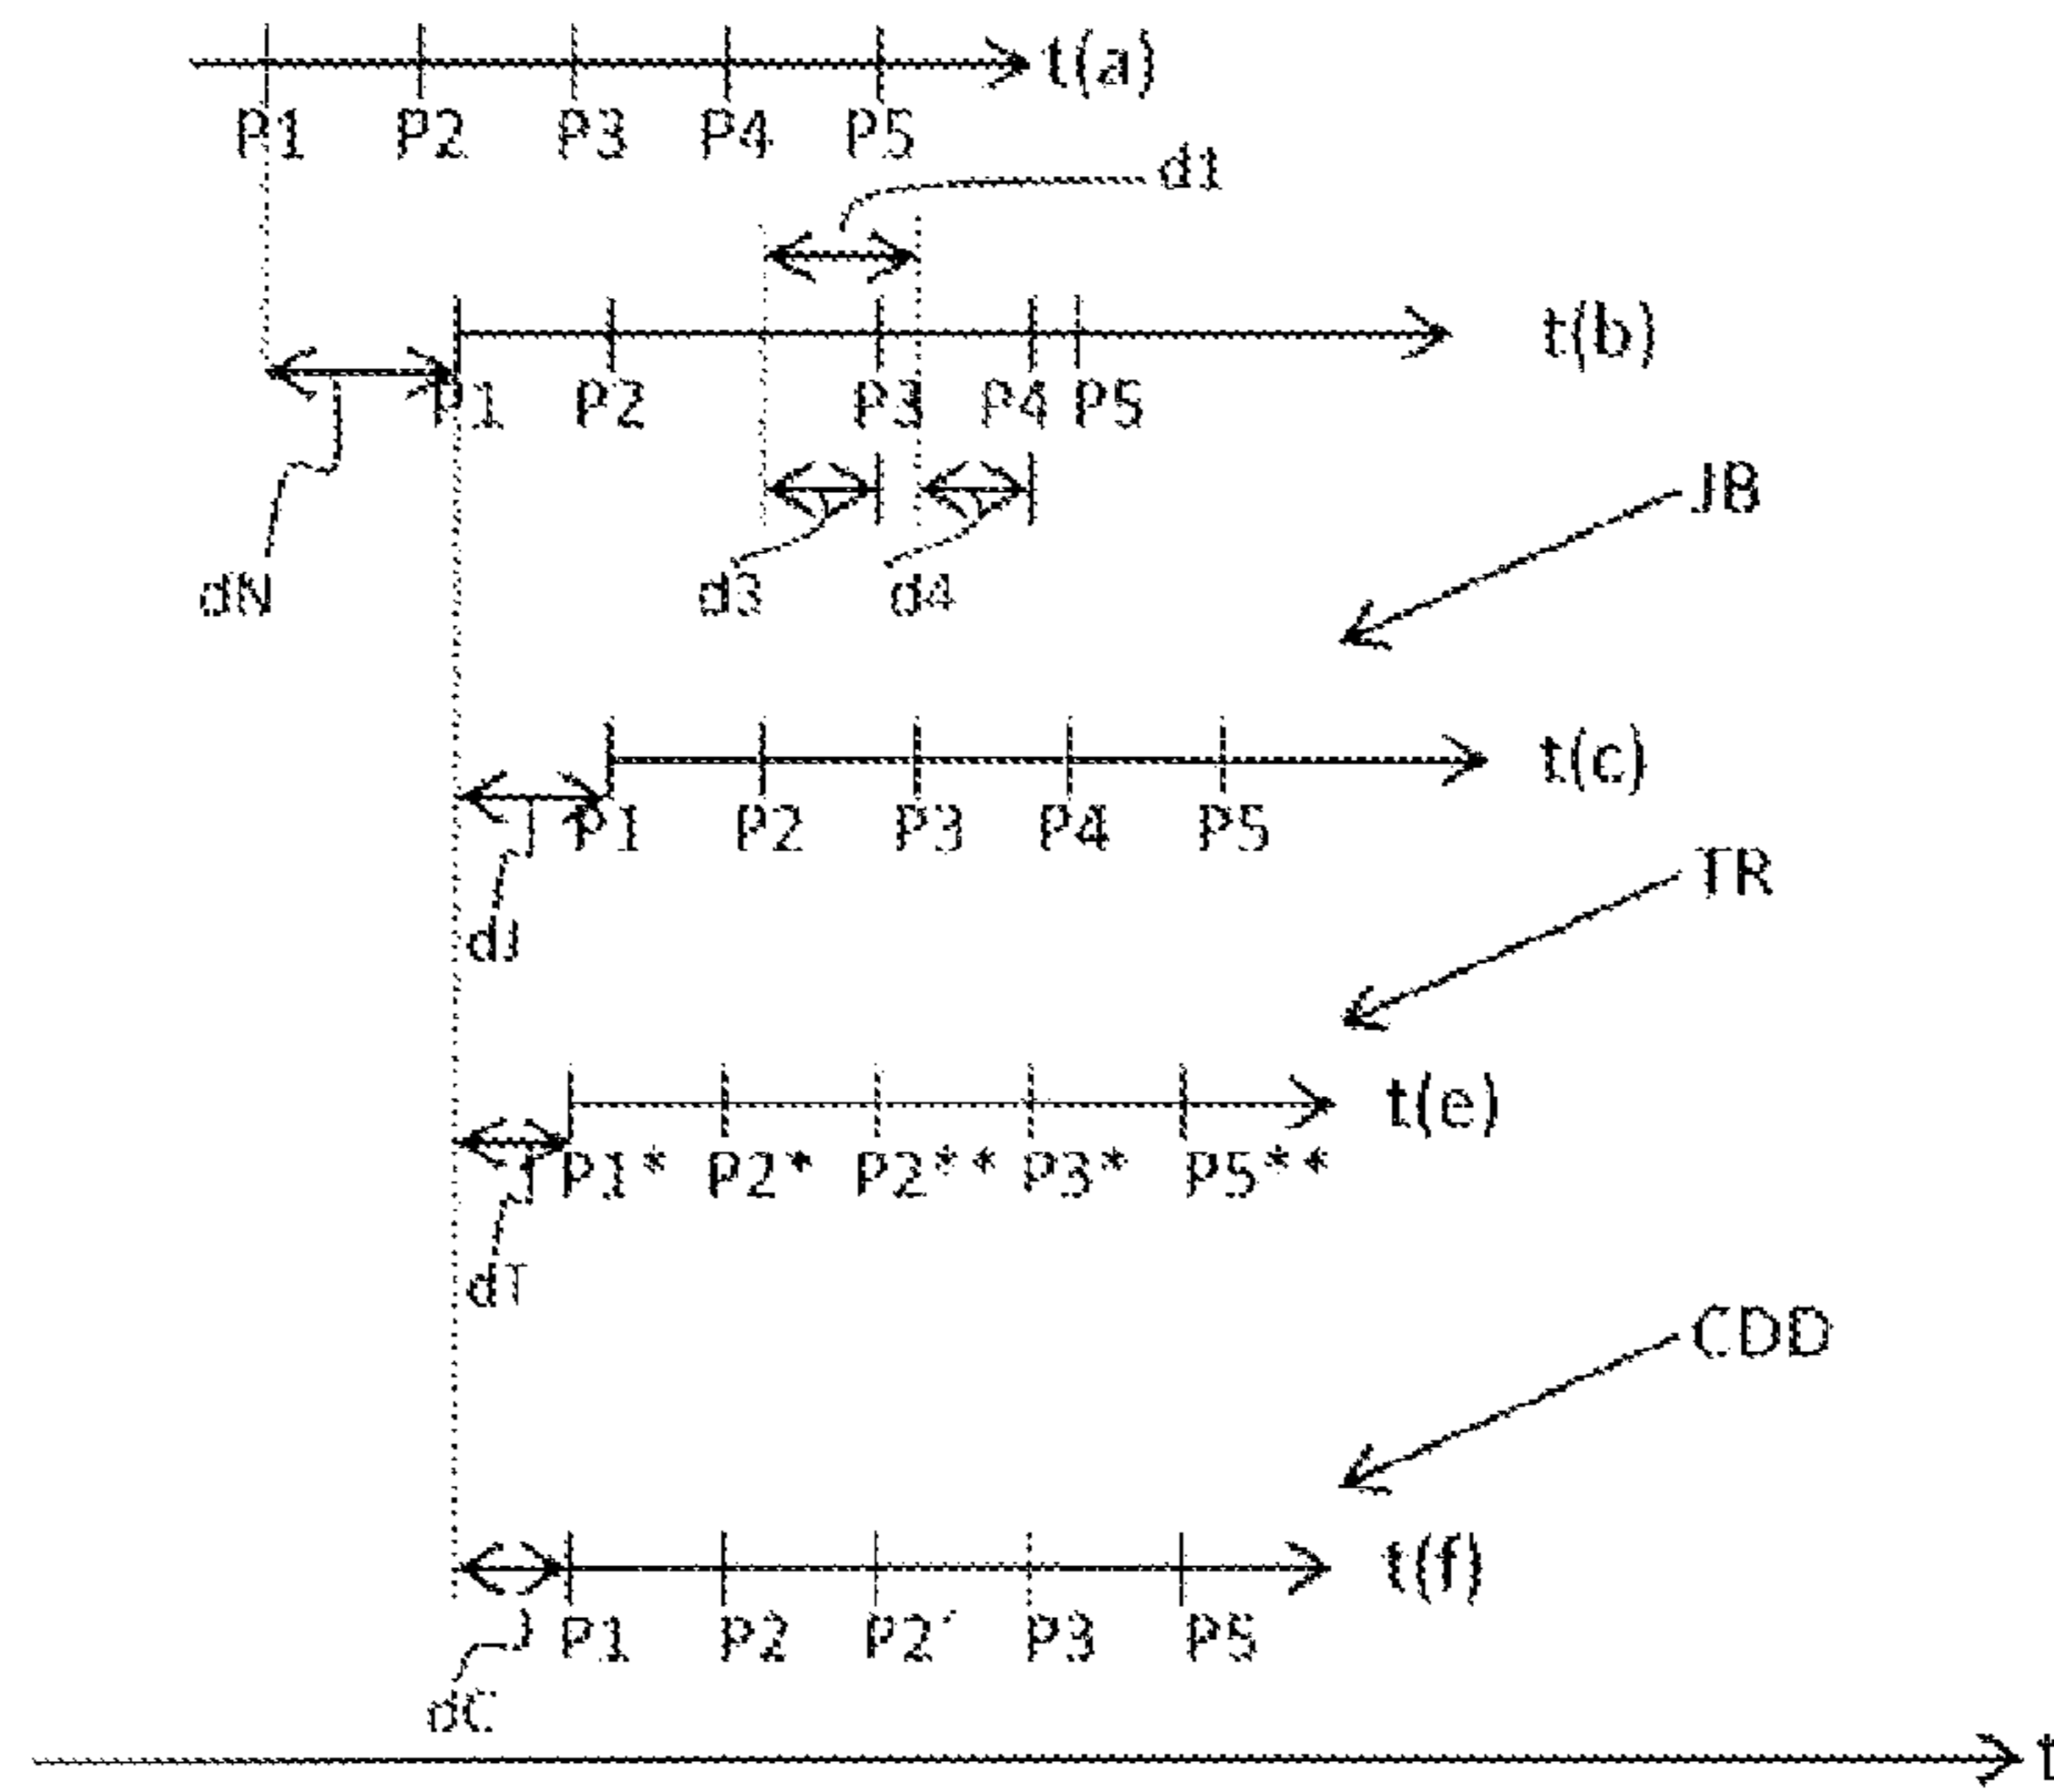 t(a)
P1 P2 P3 P4 P5
d1
t(b)
P1 P2 P3 P4 P5
JB
dN d3 d4
t(c)
P1 P2 P3 P4 P5
TR
dJ
t(e)
P1* P2* P2** P3* P5**
dT
CDD
t(f)
P1 P2 P2´ P3 P5
dC
t